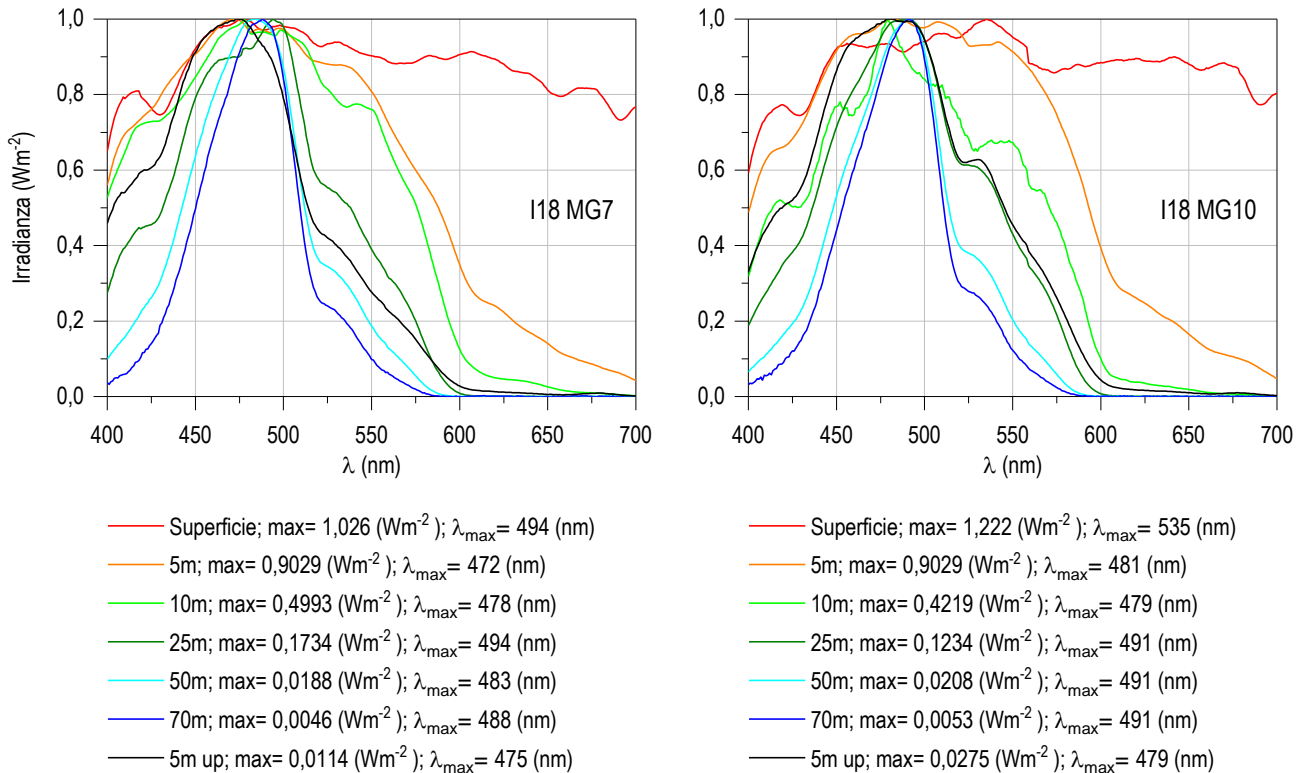 1,0
0,8
0,6
0,4
0,2
0,0
Irradianza (Wm-2)
400 450 500 550 600 650 700
λ (nm)
I18 MG7
1,0
0,8
0,6
0,4
0,2
0,0
400 450 500 550 600 650 700
λ (nm)
I18 MG10
Superficie; max= 1,026 (Wm-2 ); λmax= 494 (nm)
5m; max= 0,9029 (Wm-2 ); λmax= 472 (nm)
10m; max= 0,4993 (Wm-2 ); λmax= 478 (nm)
25m; max= 0,1734 (Wm-2 ); λmax= 494 (nm)
50m; max= 0,0188 (Wm-2 ); λmax= 483 (nm)
70m; max= 0,0046 (Wm-2 ); λmax= 488 (nm)
5m up; max= 0,0114 (Wm-2 ); λmax= 475 (nm)
Superficie; max= 1,222 (Wm-2 ); λmax= 535 (nm)
5m; max= 0,9029 (Wm-2 ); λmax= 481 (nm)
10m; max= 0,4219 (Wm-2 ); λmax= 479 (nm)
25m; max= 0,1234 (Wm-2 ); λmax= 491 (nm)
50m; max= 0,0208 (Wm-2 ); λmax= 491 (nm)
70m; max= 0,0053 (Wm-2 ); λmax= 491 (nm)
5m up; max= 0,0275 (Wm-2 ); λmax= 479 (nm)